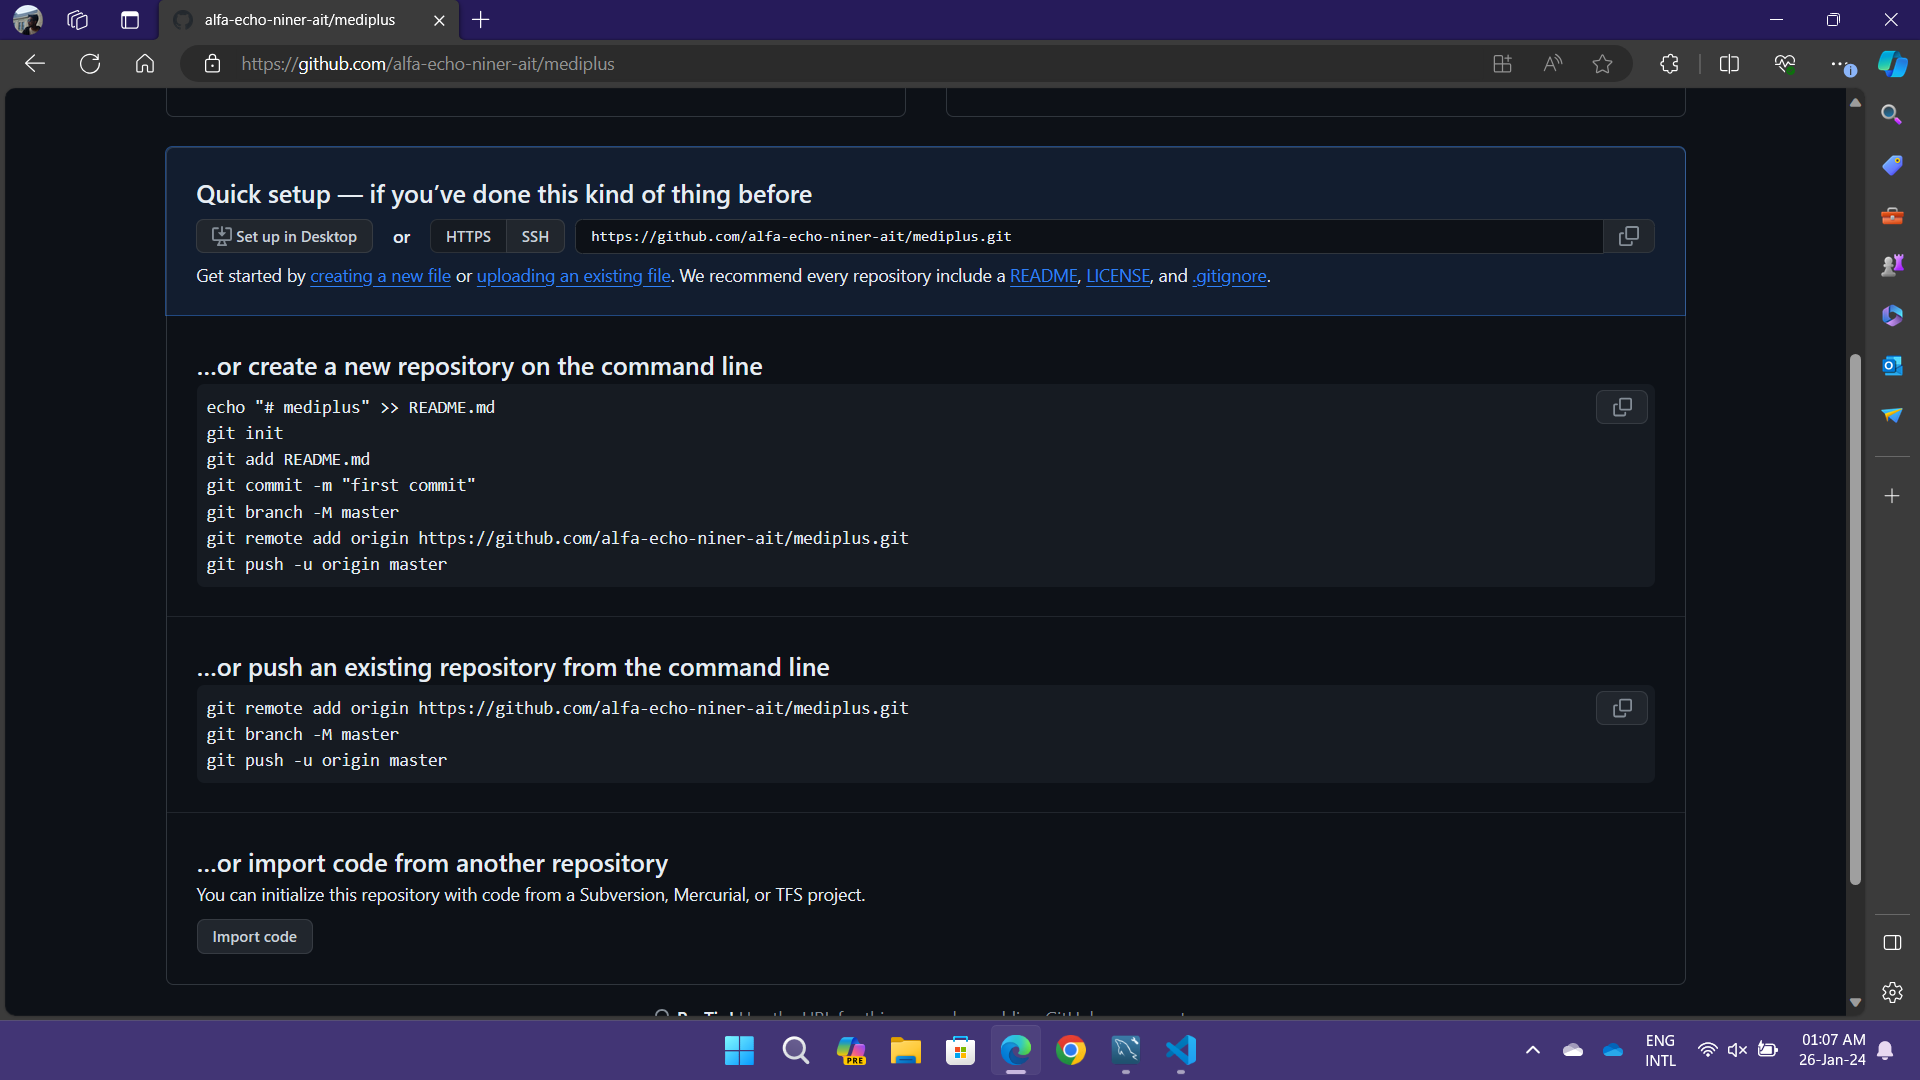 alfa-echo-niner-ait/mediplus
https://github.com/alfa-echo-niner-ait/mediplus
Quick setup — if you’ve done this kind of thing before
Set up in Desktop or HTTPS SSH https://github.com/alfa-echo-niner-ait/mediplus.git
Get started by creating a new file or uploading an existing file. We recommend every repository include a README, LICENSE, and .gitignore.
…or create a new repository on the command line
echo "# mediplus" >> README.md
git init
git add README.md
git commit -m "first commit"
git branch -M master
git remote add origin https://github.com/alfa-echo-niner-ait/mediplus.git
git push -u origin master
…or push an existing repository from the command line
git remote add origin https://github.com/alfa-echo-niner-ait/mediplus.git
git branch -M master
git push -u origin master
…or import code from another repository
You can initialize this repository with code from a Subversion, Mercurial, or TFS project.
Import code
PRE
ENG
INTL
01:07 AM
26-Jan-24